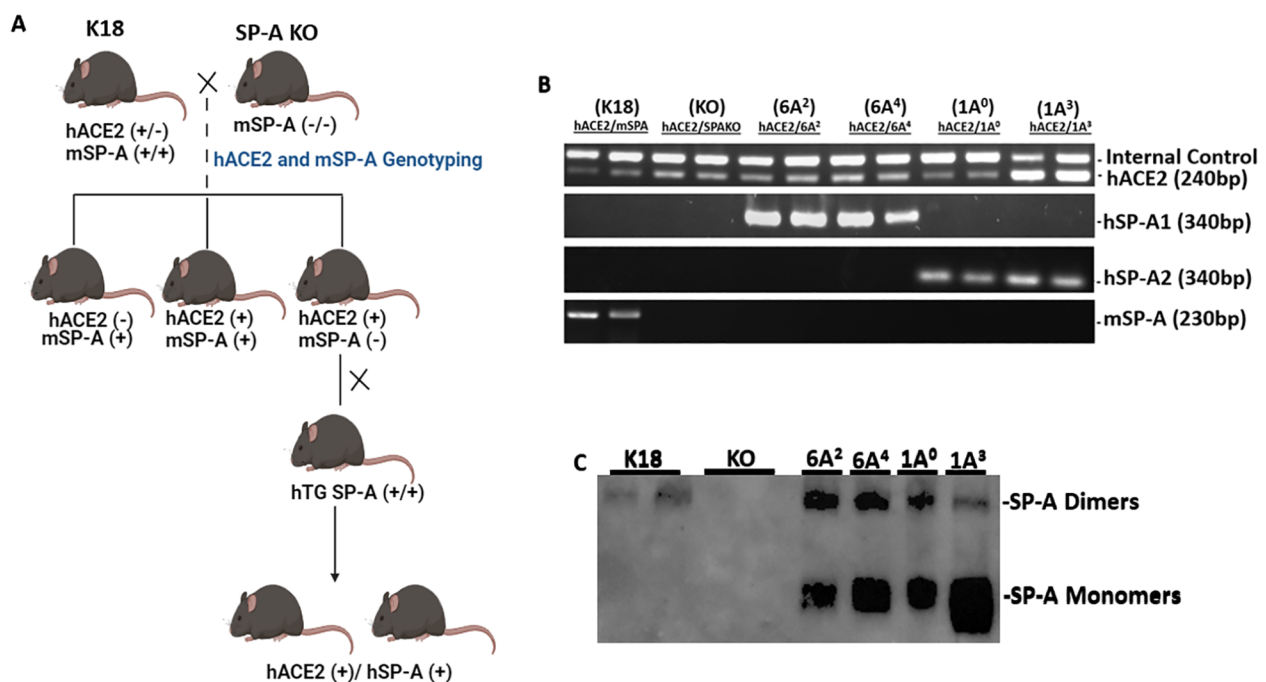 A
K18
SP-A KO
hACE2 (+/-)
mSP-A (+/+)
mSP-A (-/-)
hACE2 and mSP-A Genotyping
hACE2 (-)
mSP-A (+)
hACE2 (+)
mSP-A (+)
hACE2 (+)
mSP-A (-)
hTG SP-A (+/+)
hACE2 (+)/ hSP-A (+)
B
(K18) (KO) (6A²) (6A⁴) (1A⁰) (1A³)
hACE2/mSPA hACE2/SPAKO hACE2/6A² hACE2/6A⁴ hACE2/1A⁰ hACE2/1A³
- Internal Control
- hACE2 (240bp)
-hSP-A1 (340bp)
-hSP-A2 (340bp)
-mSP-A (230bp)
C
K18 KO 6A² 6A⁴ 1A⁰ 1A³
-SP-A Dimers
-SP-A Monomers